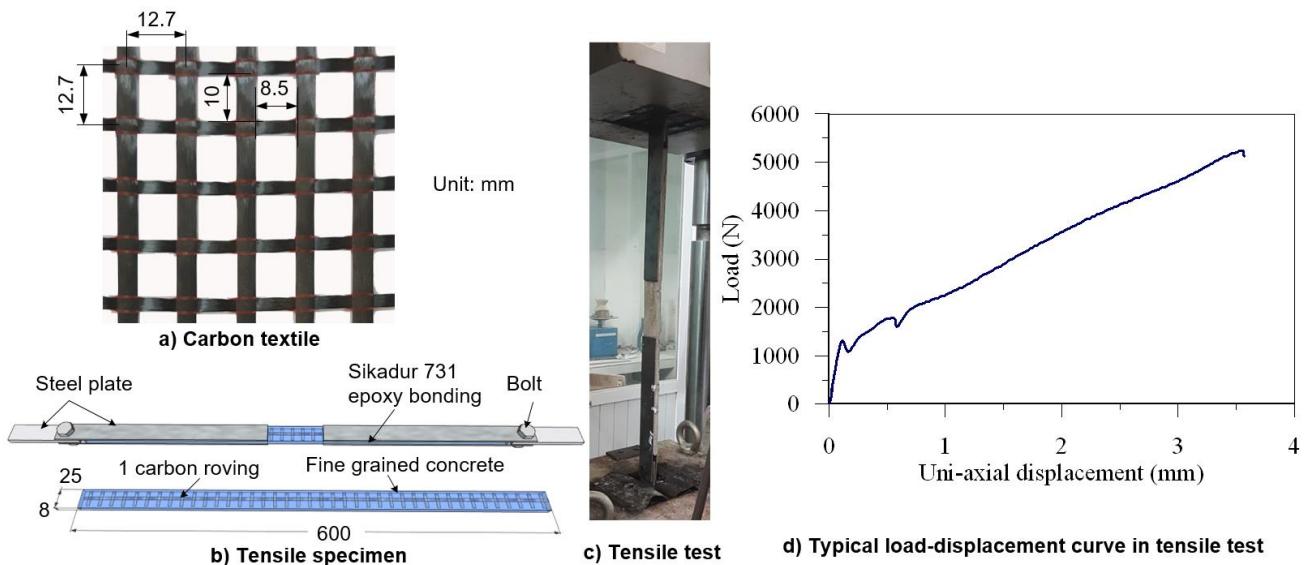 12.7
12.7
10
8.5
Unit: mm
a) Carbon textile
Steel plate
Sikadur 731
epoxy bonding
Bolt
1 carbon roving
Fine grained concrete
25
8
600
b) Tensile specimen
c) Tensile test
6000
5000
4000
3000
2000
1000
0
Load (N)
0
1
2
3
4
Uni-axial displacement (mm)
d) Typical load-displacement curve in tensile test